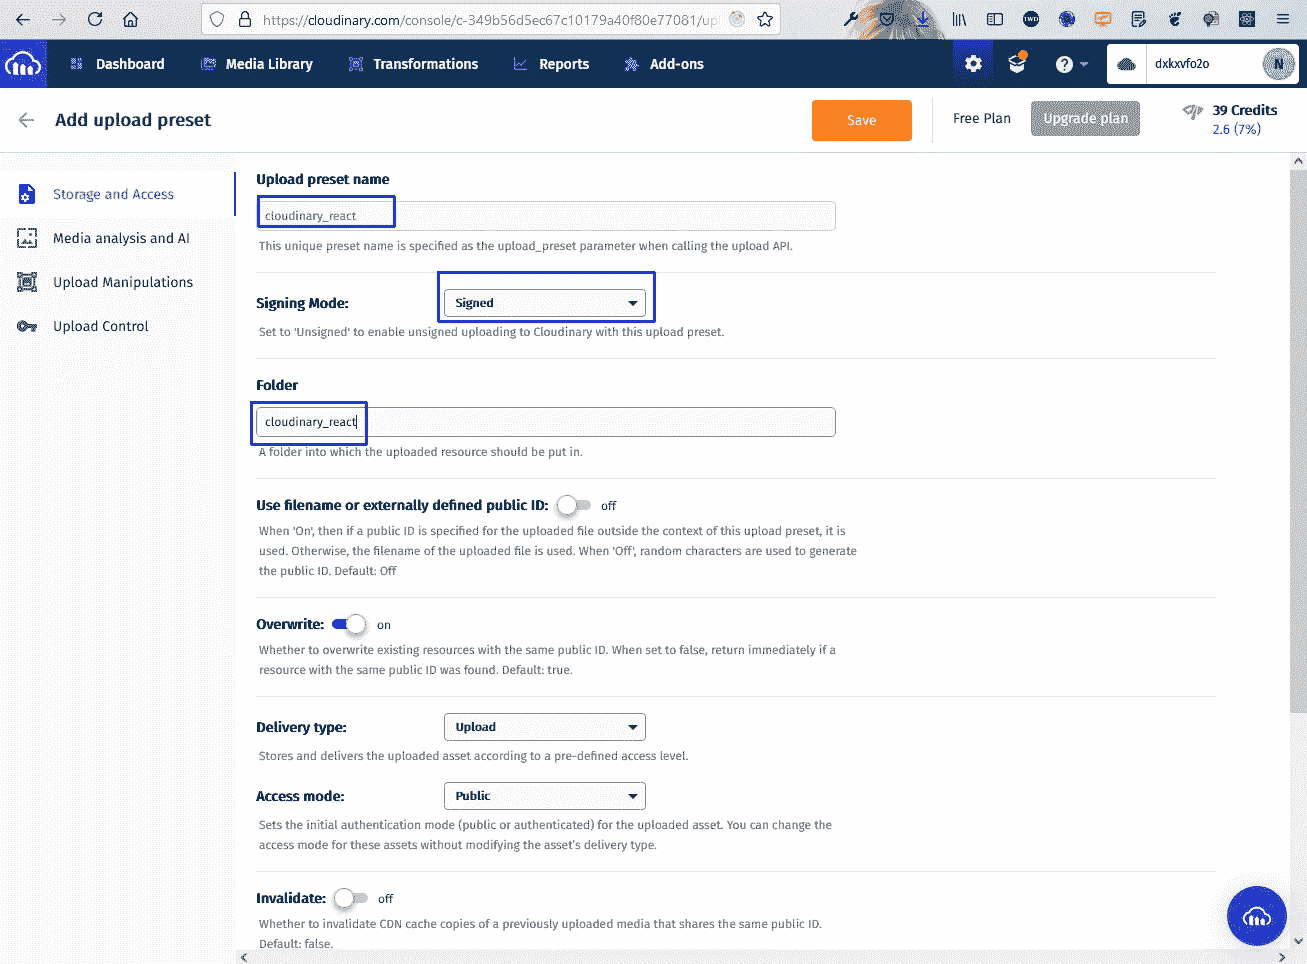 https://cloudinary.com/console/c-349b56d5ec67c10179a40f80e77081/up
TWD
Dashboard
Media Library
Transformations
Reports
Add-ons
?
dxkxvfo2o
N
Add upload preset
Save
Free Plan
Upgrade plan
39 Credits
2.6 (7%)
Storage and Access
Media analysis and AI
Upload Manipulations
Upload Control
Upload preset name
cloudinary_react
This unique preset name is specified as the upload_preset parameter when calling the upload API.
Signing Mode:
Signed
Set to 'Unsigned' to enable unsigned uploading to Cloudinary with this upload preset.
Folder
cloudinary_react
A folder into which the uploaded resource should be put in.
Use filename or externally defined public ID:
off
When 'On', then if a public ID is specified for the uploaded file outside the context of this upload preset, it is
used. Otherwise, the filename of the uploaded file is used. When 'Off', random characters are used to generate
the public ID. Default: Off
Overwrite:
on
Whether to overwrite existing resources with the same public ID. When set to false, return immediately if a
resource with the same public ID was found. Default: true.
Delivery type:
Upload
Stores and delivers the uploaded asset according to a pre-defined access level.
Access mode:
Public
Sets the initial authentication mode (public or authenticated) for the uploaded asset. You can change the
access mode for these assets without modifying the asset's delivery type.
Invalidate:
off
Whether to invalidate CDN cache copies of a previously uploaded media that shares the same public ID.
Default: false.